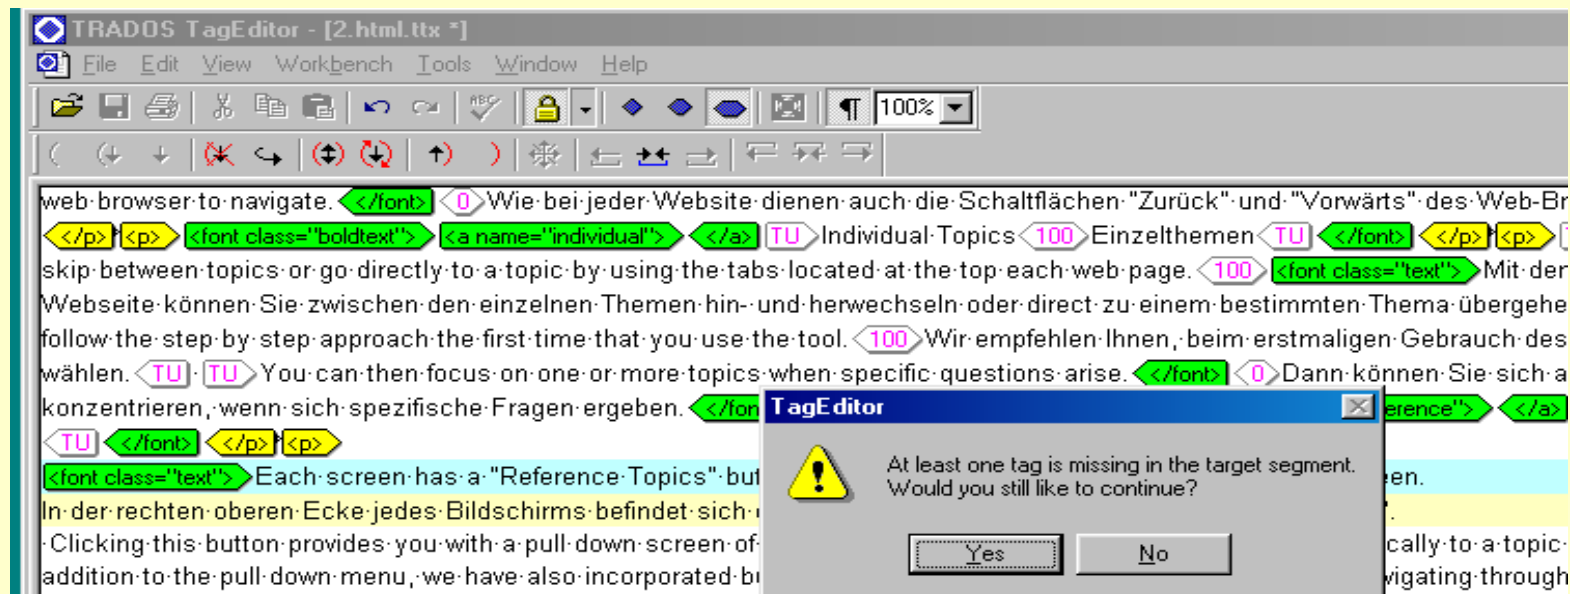 TRADOS TagEditor - [2.html.ttx *]
File Edit View Workbench Tools Window Help
ABC 100%
web browser to navigate. </font> 0 Wie bei jeder Website dienen auch die Schaltflächen "Zurück" und "Vorwärts" des Web-Br
</p> <p> <font class="boldtext"> <a name="individual"> </a> TU Individual Topics 100 Einzelthemen TU </font> </p> <p>
skip between topics or go directly to a topic by using the tabs located at the top each web page. 100 <font class="text"> Mit der
Webseite können Sie zwischen den einzelnen Themen hin- und herwechseln oder direct zu einem bestimmten Thema übergehe
follow the step by step approach the first time that you use the tool. 100 Wir empfehlen Ihnen, beim erstmaligen Gebrauch des
wählen. TU TU You can then focus on one or more topics when specific questions arise. </font> 0 Dann können Sie sich a
konzentrieren, wenn sich spezifische Fragen ergeben. </fon erence"> </a>
TU </font> </p> <p>
<font class="text"> Each screen has a "Reference Topics" but een.
In der rechten oberen Ecke jedes Bildschirms befindet sich ".
Clicking this button provides you with a pull down screen of cally to a topic
addition to the pull down menu, we have also incorporated b vigating through
TagEditor
At least one tag is missing in the target segment.
Would you still like to continue?
Yes No